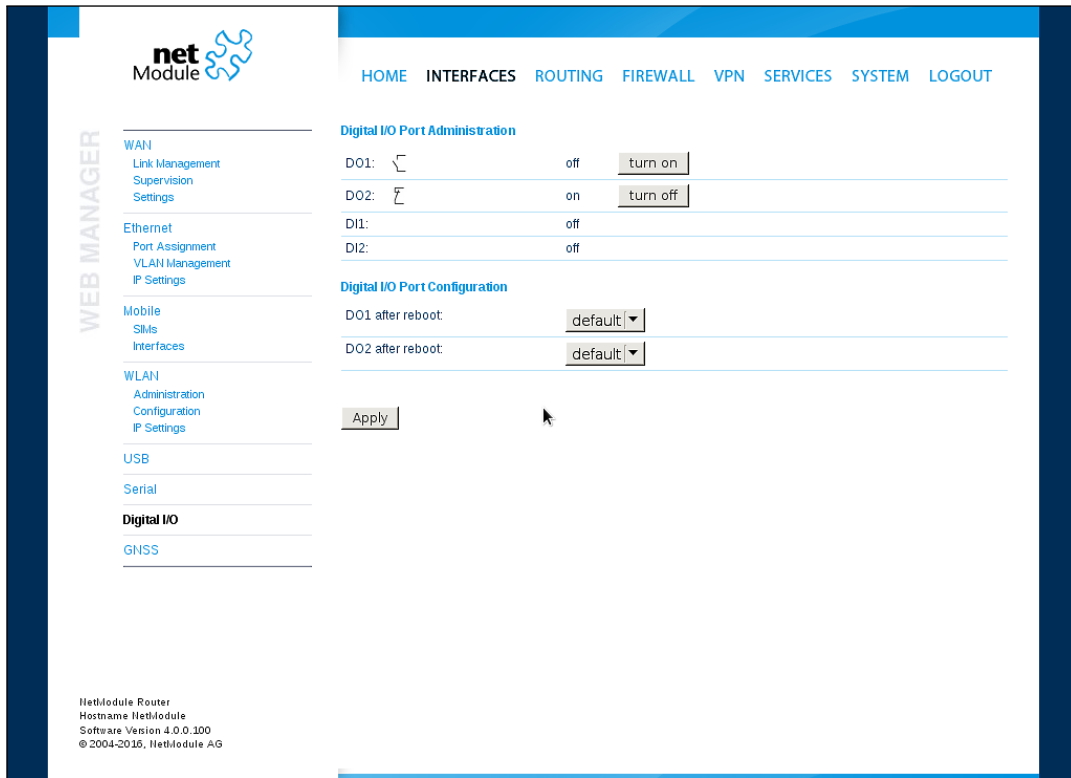 net
Module
HOME INTERFACES ROUTING FIREWALL VPN SERVICES SYSTEM LOGOUT
WEB MANAGER
WAN
Link Management
Supervision
Settings
Ethernet
Port Assignment
VLAN Management
IP Settings
Mobile
SIMs
Interfaces
WLAN
Administration
Configuration
IP Settings
USB
Serial
Digital I/O
GNSS
Digital I/O Port Administration
DO1: off turn on
DO2: on turn off
DI1: off
DI2: off
Digital I/O Port Configuration
DO1 after reboot: default
DO2 after reboot: default
Apply
NetModule Router
Hostname NetModule
Software Version 4.0.0.100
© 2004-2016, NetModule AG